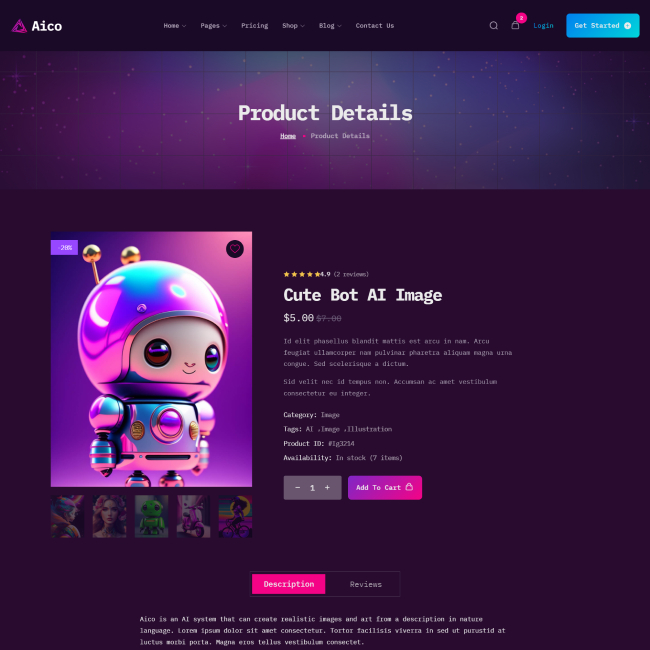 Aico
Home Pages Pricing Shop Blog Contact Us
2
Login
Get Started
Product Details
Home Product Details
-20%
4.9 (2 reviews)
Cute Bot AI Image
$5.00 $7.00
Id elit phasellus blandit mattis est arcu in nam. Arcu
feugiat ullamcorper nam pulvinar pharetra aliquam magna urna
congue. Sed scelerisque a dictum.
Sid velit nec id tempus non. Accumsan ac amet vestibulum
consectetur eu integer.
Category: Image
Tags: AI ,Image ,Illustration
Product ID: #1g3214
Availability: In stock (7 items)
− 1 +
Add To Cart
Description
Reviews
Aico is an AI system that can create realistic images and art from a description in nature
language. Lorem ipsum dolor sit amet consectetur. Tortor facilisis viverra in sed ut purustid at
luctus morbi porta. Magna eros tellus vestibulum consectet.